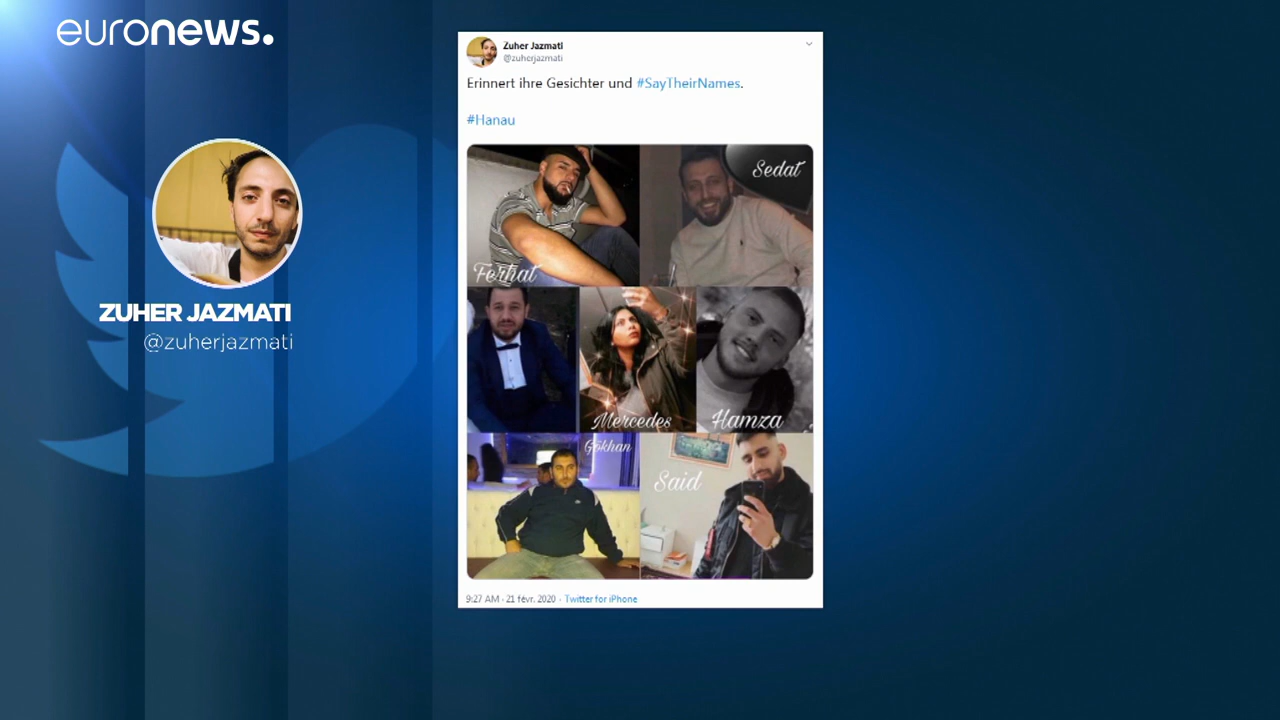 euronews.
ZUHER JAZMATI
@zuherjazmati
Zuher Jazmati
@zuherjazmati
Erinnert ihre Gesichter und #SayTheirNames.
#Hanau
Sedat
Ferhat
Mercedes
Hamza
Gökhan
Said
9:27 AM · 21 févr. 2020 · Twitter for iPhone